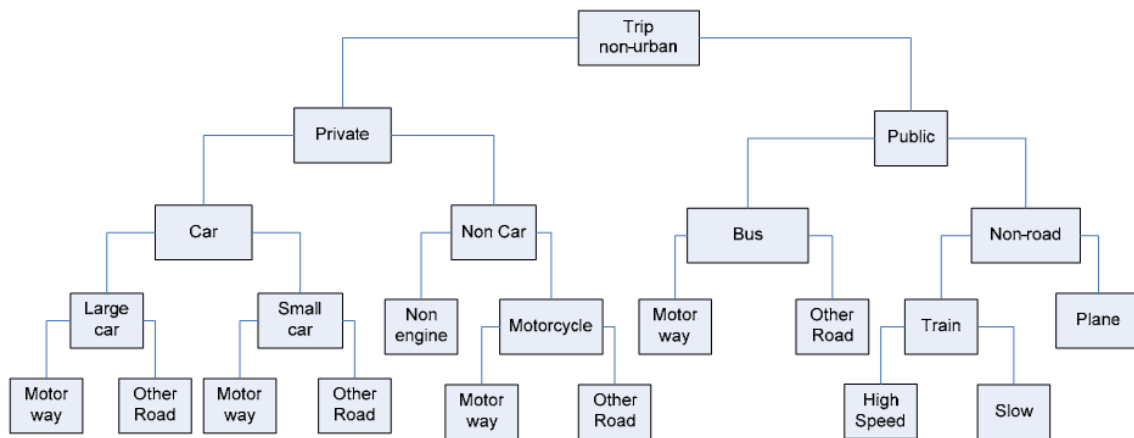 Trip
non-urban
Private
Public
Car
Non Car
Bus
Non-road
Large
car
Small
car
Non
engine
Motorcycle
Motor
way
Other
Road
Train
Plane
Motor
way
Other
Road
Motor
way
Other
Road
Motor
way
Other
Road
High
Speed
Slow